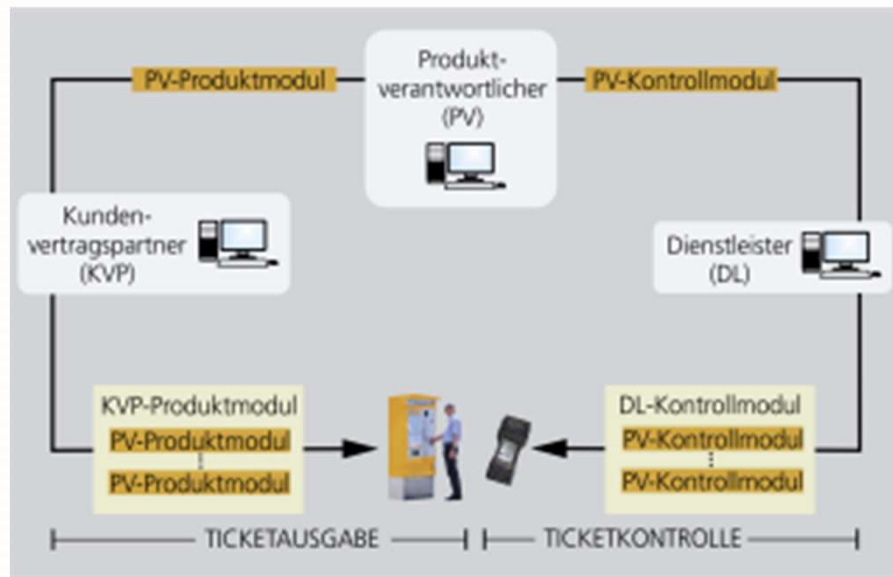 PV-Produktmodul
Produkt-
verantwortlicher
(PV)
PV-Kontrollmodul
Kunden-
vertragspartner
(KVP)
Dienstleister
(DL)
KVP-Produktmodul
PV-Produktmodul
PV-Produktmodul
DL-Kontrollmodul
PV-Kontrollmodul
PV-Kontrollmodul
TICKETAUSGABE
TICKETKONTROLLE